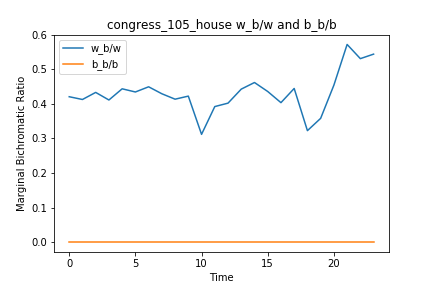 congress_105_house w_b/w and b_b/b
w_b/w
b_b/b
Marginal Bichromatic Ratio
0.6
0.5
0.4
0.3
0.2
0.1
0.0
0 5 10 15 20
Time